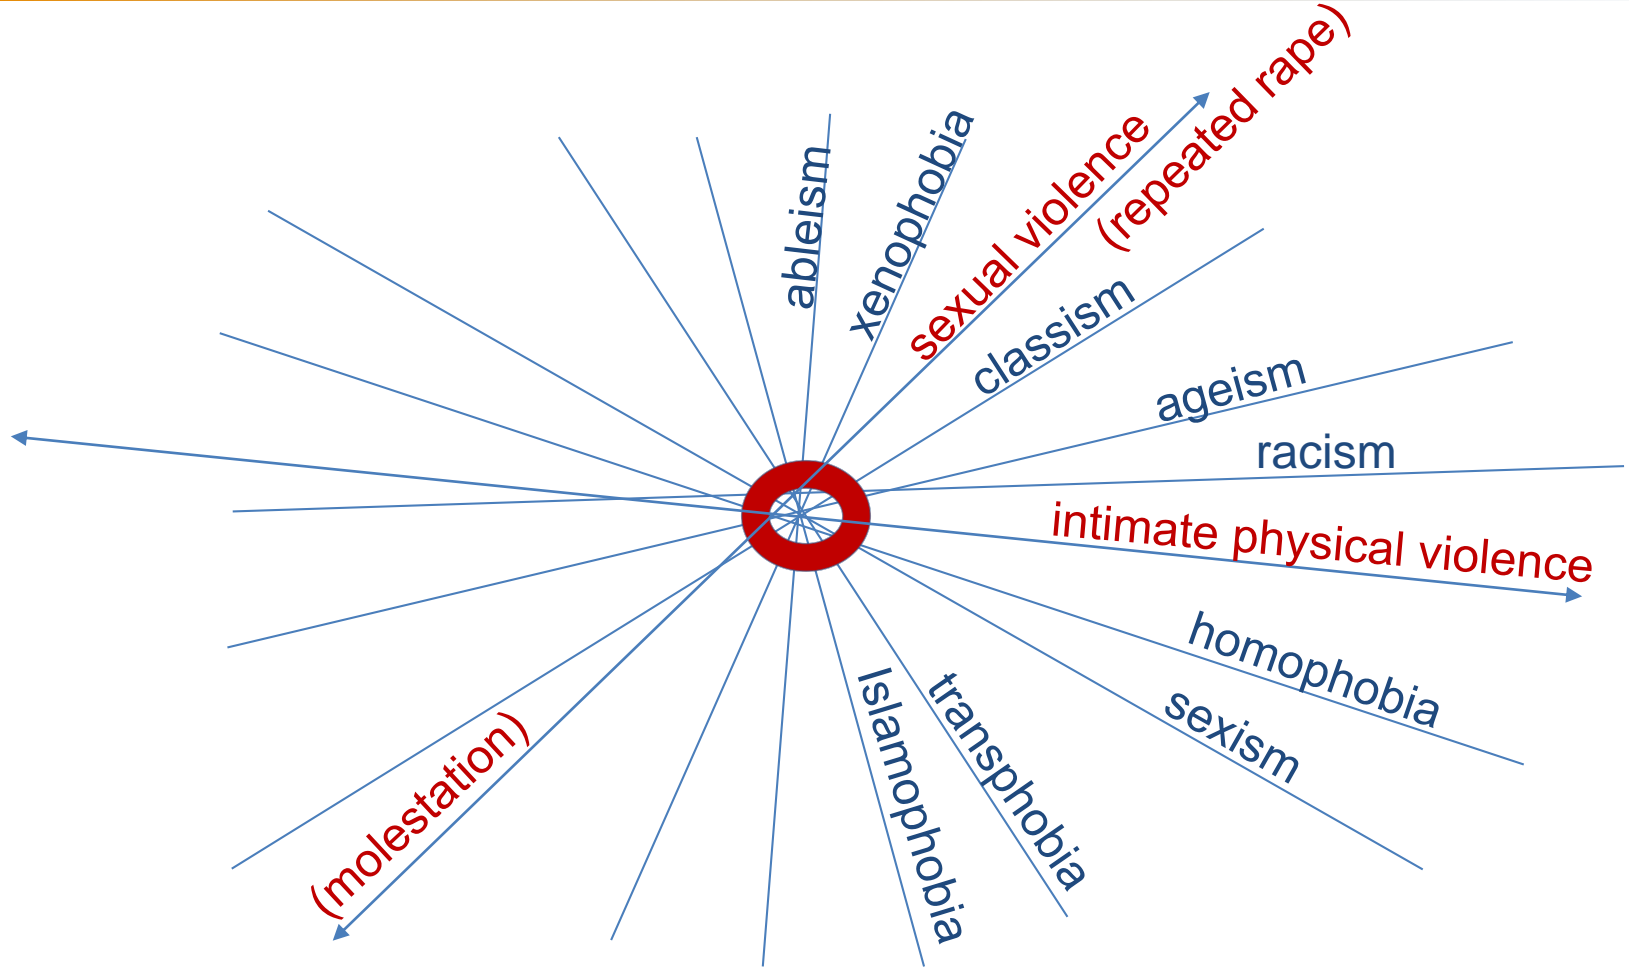 ableism
xenophobia
sexual violence
(repeated rape)
classism
ageism
racism
intimate physical violence
homophobia
sexism
transphobia
Islamophobia
(molestation)